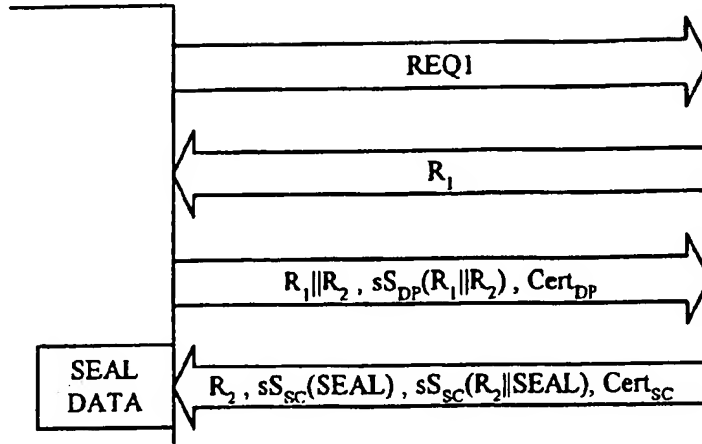 REQ1
R₁
R₁||R₂ , sS_DP(R₁||R₂) , Cert_DP
SEAL
DATA
R₂ , sS_SC(SEAL) , sS_SC(R₂||SEAL), Cert_SC